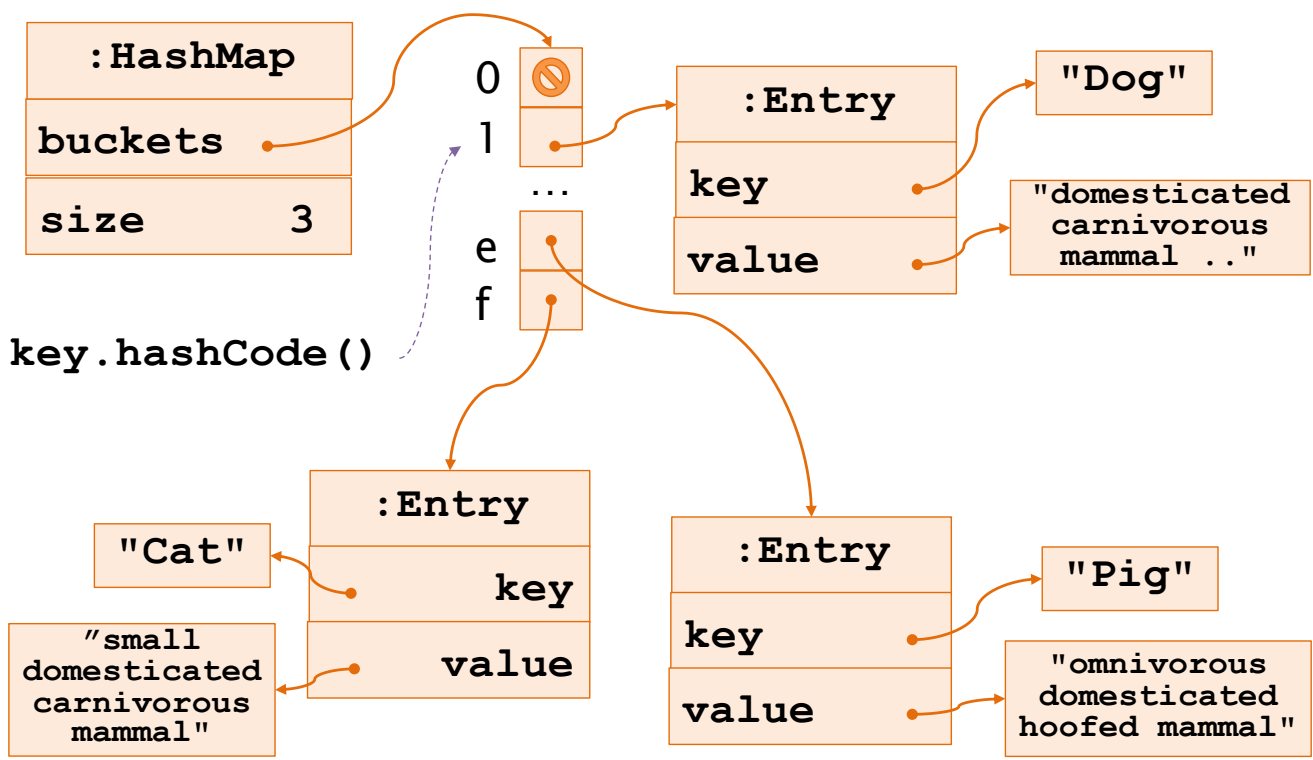 :HashMap
buckets
size 3
key.hashCode()
0
1
...
e
f
:Entry
key
value
"Dog"
"domesticated
carnivorous
mammal .."
:Entry
key
value
"Cat"
″small
domesticated
carnivorous
mammal"
:Entry
key
value
"Pig"
"omnivorous
domesticated
hoofed mammal"